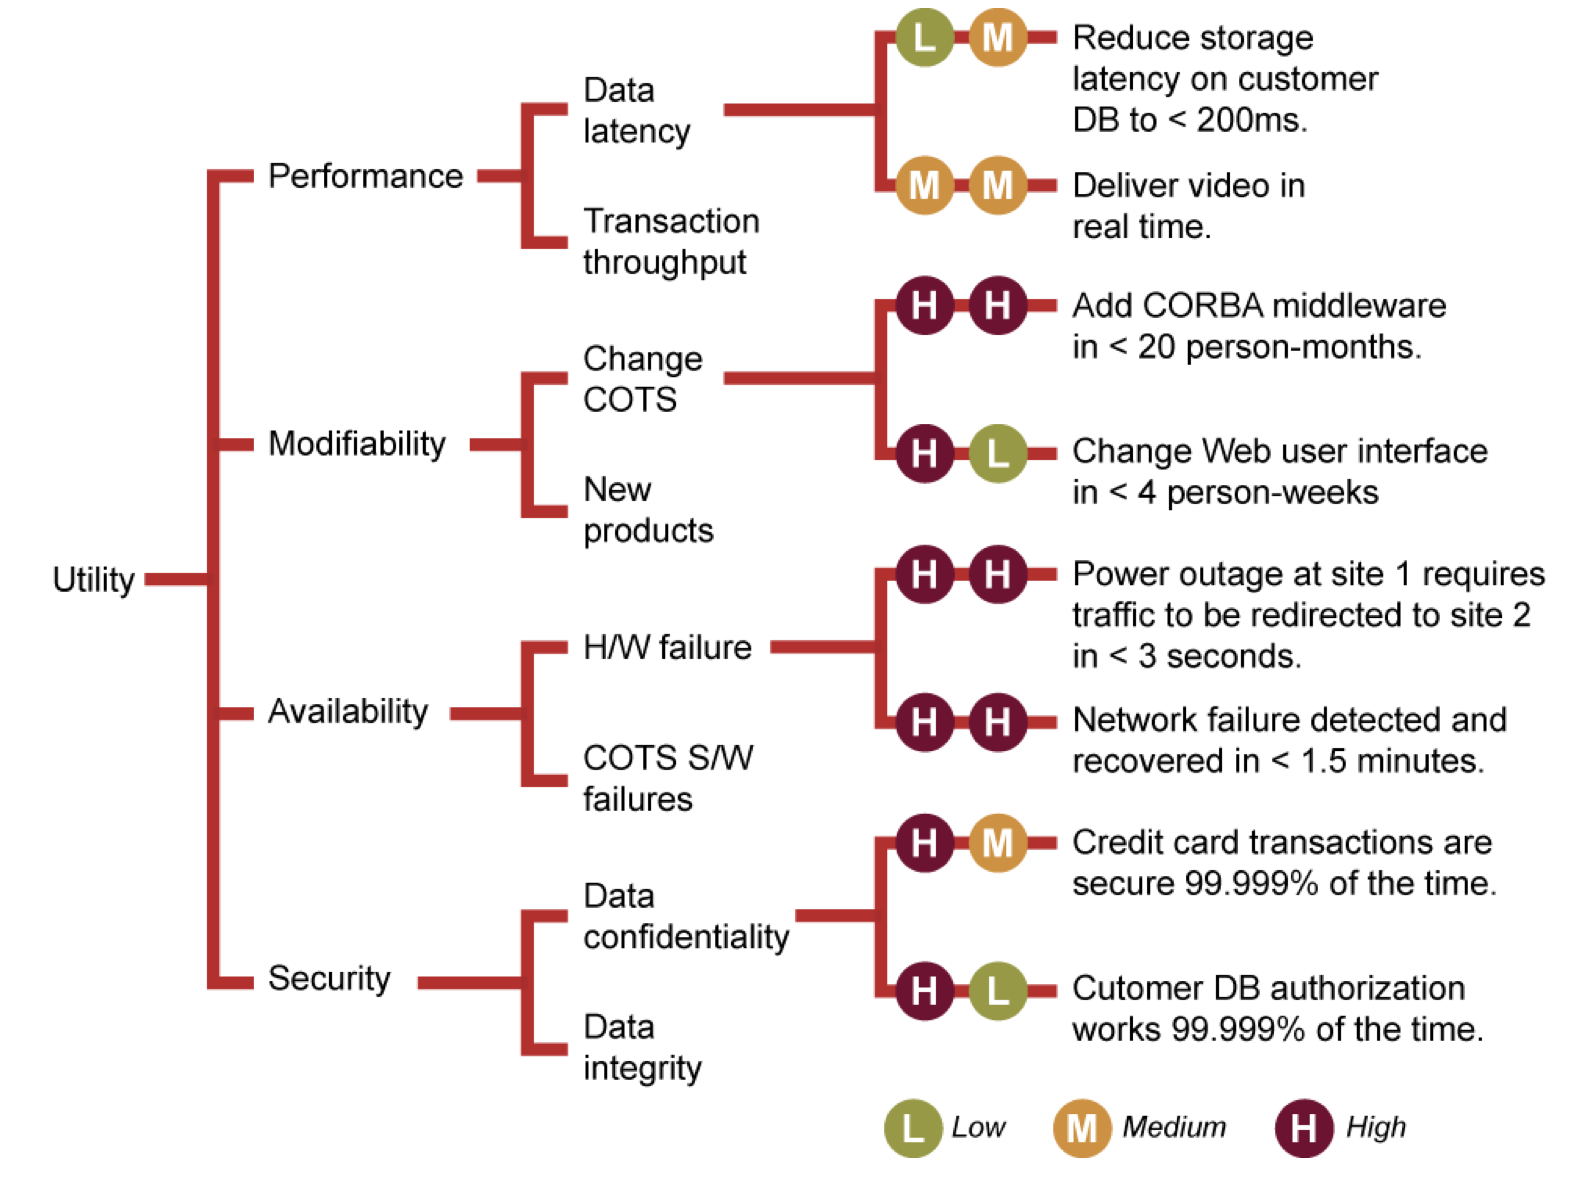 Utility
Performance
Data
latency
L M Reduce storage
latency on customer
DB to < 200ms.
M M Deliver video in
real time.
Transaction
throughput
Modifiability
Change
COTS
H H Add CORBA middleware
in < 20 person-months.
H L Change Web user interface
in < 4 person-weeks
New
products
Availability
H/W failure
H H Power outage at site 1 requires
traffic to be redirected to site 2
in < 3 seconds.
H H Network failure detected and
recovered in < 1.5 minutes.
COTS S/W
failures
Security
Data
confidentiality
H M Credit card transactions are
secure 99.999% of the time.
H L Cutomer DB authorization
works 99.999% of the time.
Data
integrity
L Low M Medium H High